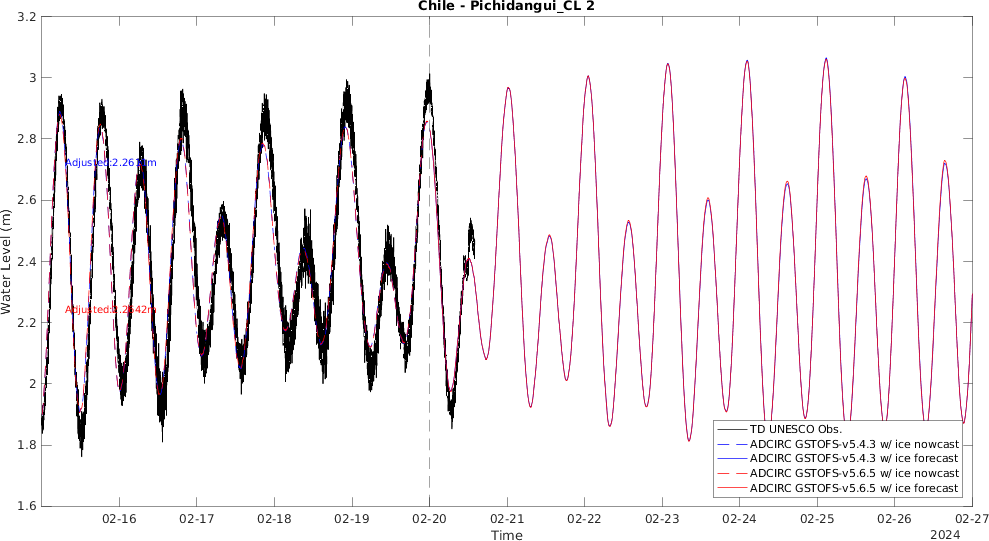 Chile - Pichidangui_CL 2
3.2
3
2.8
2.6
2.4
2.2
2
1.8
1.6
Water Level (m)
TD UNESCO Obs.
ADCIRC GSTOFS-v5.4.3 w/ ice nowcast
ADCIRC GSTOFS-v5.4.3 w/ ice forecast
ADCIRC GSTOFS-v5.6.5 w/ ice nowcast
ADCIRC GSTOFS-v5.6.5 w/ ice forecast
02-16 02-17 02-18 02-19 02-20 02-21 02-22 02-23 02-24 02-25 02-26 02-27
Time
2024